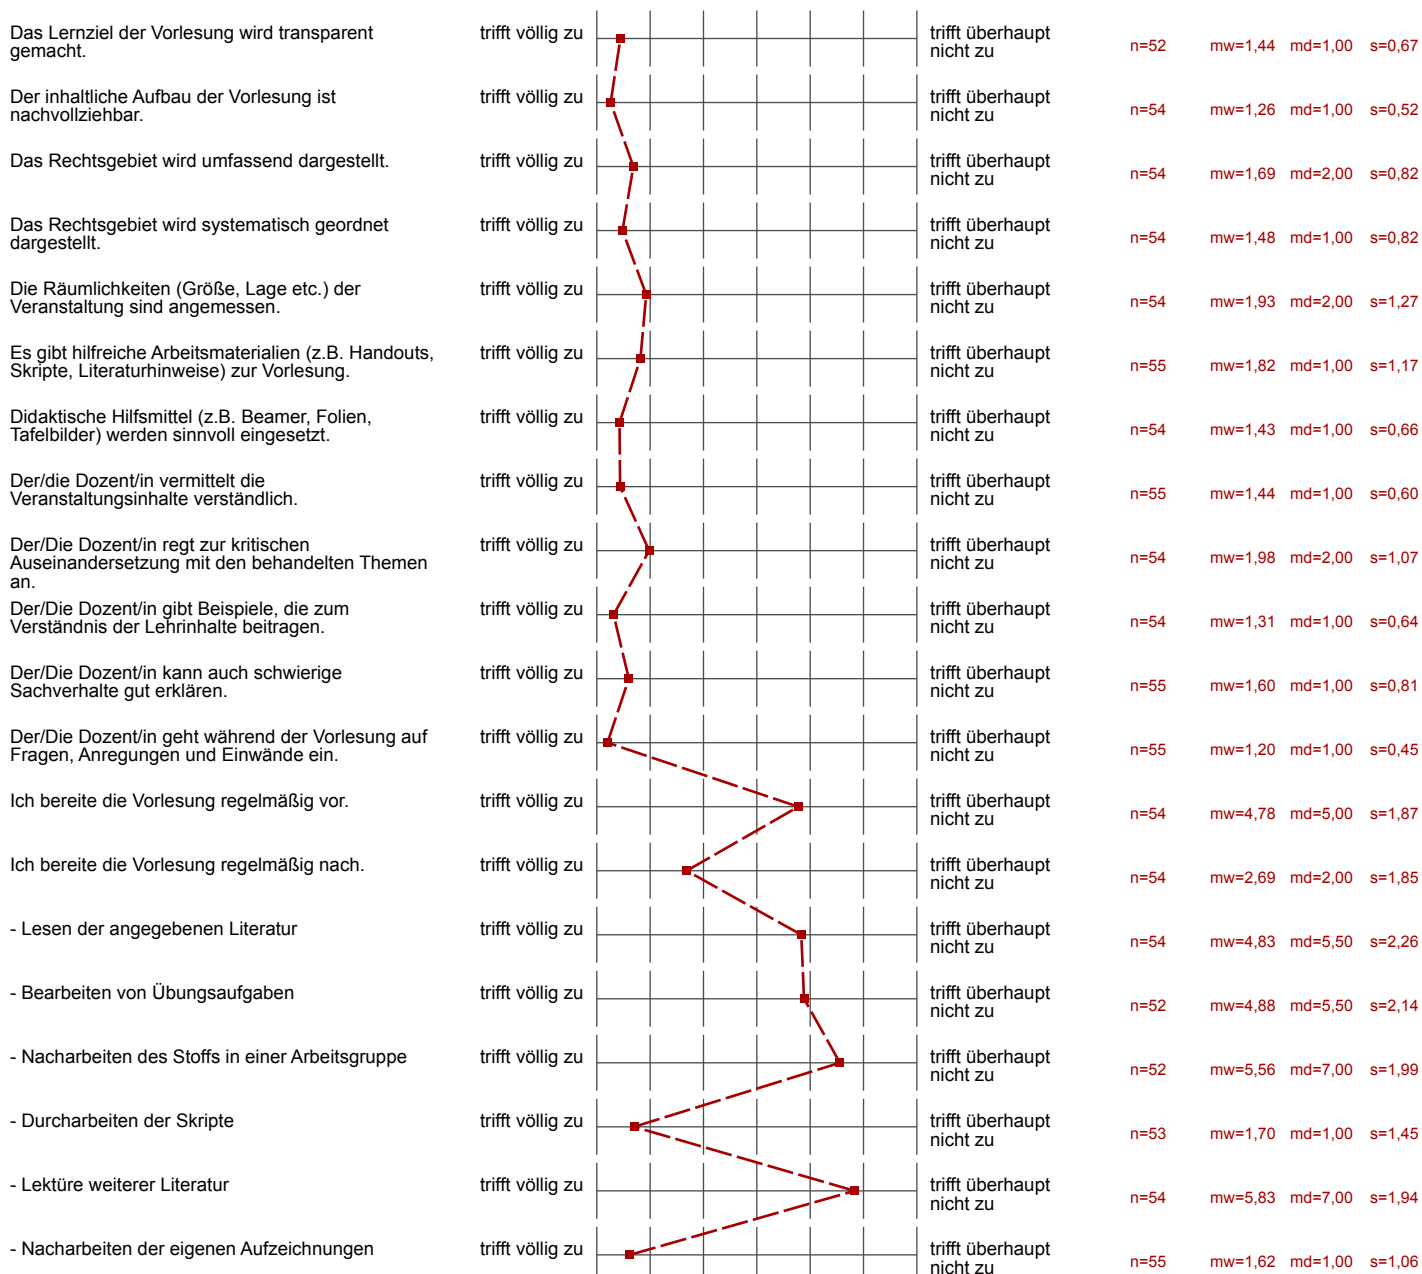 Das Lernziel der Vorlesung wird transparent gemacht. trifft völlig zu trifft überhaupt nicht zu n=52 mw=1,44 md=1,00 s=0,67
Der inhaltliche Aufbau der Vorlesung ist nachvollziehbar. trifft völlig zu trifft überhaupt nicht zu n=54 mw=1,26 md=1,00 s=0,52
Das Rechtsgebiet wird umfassend dargestellt. trifft völlig zu trifft überhaupt nicht zu n=54 mw=1,69 md=2,00 s=0,82
Das Rechtsgebiet wird systematisch geordnet dargestellt. trifft völlig zu trifft überhaupt nicht zu n=54 mw=1,48 md=1,00 s=0,82
Die Räumlichkeiten (Größe, Lage etc.) der Veranstaltung sind angemessen. trifft völlig zu trifft überhaupt nicht zu n=54 mw=1,93 md=2,00 s=1,27
Es gibt hilfreiche Arbeitsmaterialien (z.B. Handouts, Skripte, Literaturhinweise) zur Vorlesung. trifft völlig zu trifft überhaupt nicht zu n=55 mw=1,82 md=1,00 s=1,17
Didaktische Hilfsmittel (z.B. Beamer, Folien, Tafelbilder) werden sinnvoll eingesetzt. trifft völlig zu trifft überhaupt nicht zu n=54 mw=1,43 md=1,00 s=0,66
Der/die Dozent/in vermittelt die Veranstaltungsinhalte verständlich. trifft völlig zu trifft überhaupt nicht zu n=55 mw=1,44 md=1,00 s=0,60
Der/Die Dozent/in regt zur kritischen Auseinandersetzung mit den behandelten Themen an. trifft völlig zu trifft überhaupt nicht zu n=54 mw=1,98 md=2,00 s=1,07
Der/Die Dozent/in gibt Beispiele, die zum Verständnis der Lehrinhalte beitragen. trifft völlig zu trifft überhaupt nicht zu n=54 mw=1,31 md=1,00 s=0,64
Der/Die Dozent/in kann auch schwierige Sachverhalte gut erklären. trifft völlig zu trifft überhaupt nicht zu n=55 mw=1,60 md=1,00 s=0,81
Der/Die Dozent/in geht während der Vorlesung auf Fragen, Anregungen und Einwände ein. trifft völlig zu trifft überhaupt nicht zu n=55 mw=1,20 md=1,00 s=0,45
Ich bereite die Vorlesung regelmäßig vor. trifft völlig zu trifft überhaupt nicht zu n=54 mw=4,78 md=5,00 s=1,87
Ich bereite die Vorlesung regelmäßig nach. trifft völlig zu trifft überhaupt nicht zu n=54 mw=2,69 md=2,00 s=1,85
- Lesen der angegebenen Literatur trifft völlig zu trifft überhaupt nicht zu n=54 mw=4,83 md=5,50 s=2,26
- Bearbeiten von Übungsaufgaben trifft völlig zu trifft überhaupt nicht zu n=52 mw=4,88 md=5,50 s=2,14
- Nacharbeiten des Stoffs in einer Arbeitsgruppe trifft völlig zu trifft überhaupt nicht zu n=52 mw=5,56 md=7,00 s=1,99
- Durcharbeiten der Skripte trifft völlig zu trifft überhaupt nicht zu n=53 mw=1,70 md=1,00 s=1,45
- Lektüre weiterer Literatur trifft völlig zu trifft überhaupt nicht zu n=54 mw=5,83 md=7,00 s=1,94
- Nacharbeiten der eigenen Aufzeichnungen trifft völlig zu trifft überhaupt nicht zu n=55 mw=1,62 md=1,00 s=1,06